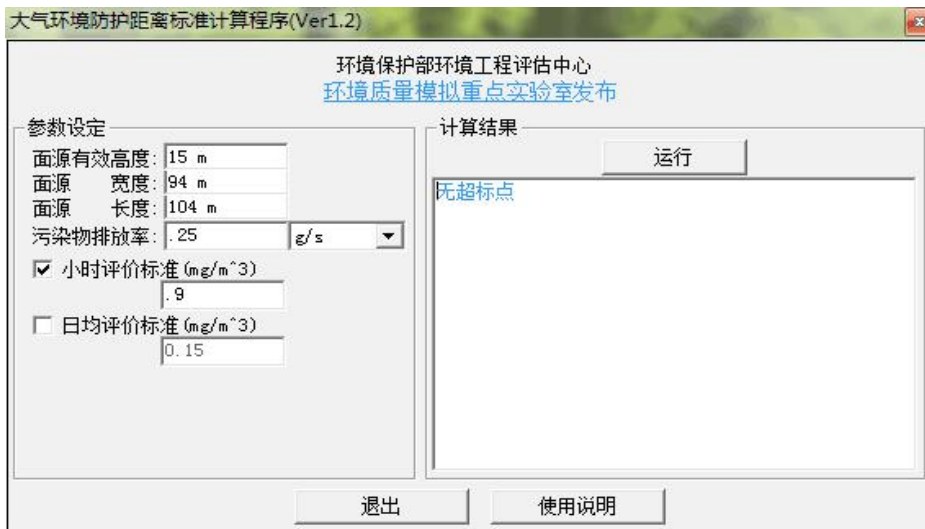 大气环境防护距离标准计算程序(Ver1.2)
环境保护部环境工程评估中心
环境质量模拟重点实验室发布
参数设定
面源有效高度: 15 m
面源 宽度: 94 m
面源 长度: 104 m
污染物排放率: .25 g/s
小时评价标准(mg/m^3)
.9
日均评价标准(mg/m^3)
0.15
计算结果
运行
无超标点
退出 使用说明